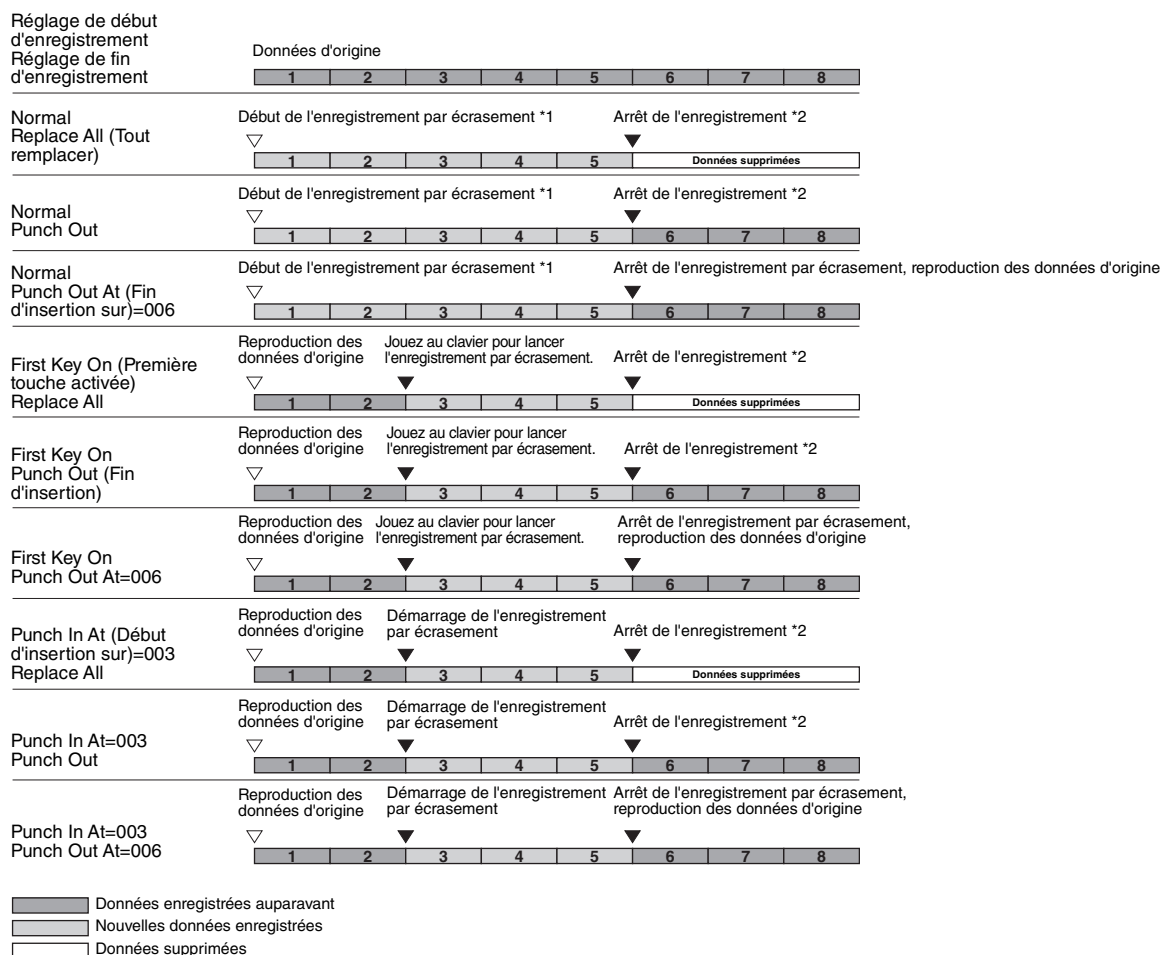 Réglage de début
d'enregistrement
Réglage de fin
d'enregistrement
Données d'origine
1 2 3 4 5 6 7 8
Normal
Replace All (Tout
remplacer)
Début de l'enregistrement par écrasement *1
Arrêt de l'enregistrement *2
1 2 3 4 5 Données supprimées
Normal
Punch Out
Début de l'enregistrement par écrasement *1
Arrêt de l'enregistrement *2
1 2 3 4 5 6 7 8
Normal
Punch Out At (Fin
d'insertion sur)=006
Début de l'enregistrement par écrasement *1
Arrêt de l'enregistrement par écrasement, reproduction des données d'origine
1 2 3 4 5 6 7 8
First Key On (Première
touche activée)
Replace All
Reproduction des
données d'origine
Jouez au clavier pour lancer
l'enregistrement par écrasement.
Arrêt de l'enregistrement *2
1 2 3 4 5 Données supprimées
First Key On
Punch Out (Fin
d'insertion)
Reproduction des
données d'origine
Jouez au clavier pour lancer
l'enregistrement par écrasement.
Arrêt de l'enregistrement *2
1 2 3 4 5 6 7 8
First Key On
Punch Out At=006
Reproduction des
données d'origine
Jouez au clavier pour lancer
l'enregistrement par écrasement.
Arrêt de l'enregistrement par écrasement,
reproduction des données d'origine
1 2 3 4 5 6 7 8
Punch In At (Début
d'insertion sur)=003
Replace All
Reproduction des
données d'origine
Démarrage de l'enregistrement
par écrasement
Arrêt de l'enregistrement *2
1 2 3 4 5 Données supprimées
Punch In At=003
Punch Out
Reproduction des
données d'origine
Démarrage de l'enregistrement
par écrasement
Arrêt de l'enregistrement *2
1 2 3 4 5 6 7 8
Punch In At=003
Punch Out At=006
Reproduction des
données d'origine
Démarrage de l'enregistrement
par écrasement
Arrêt de l'enregistrement par écrasement,
reproduction des données d'origine
1 2 3 4 5 6 7 8
Données enregistrées auparavant
Nouvelles données enregistrées
Données supprimées